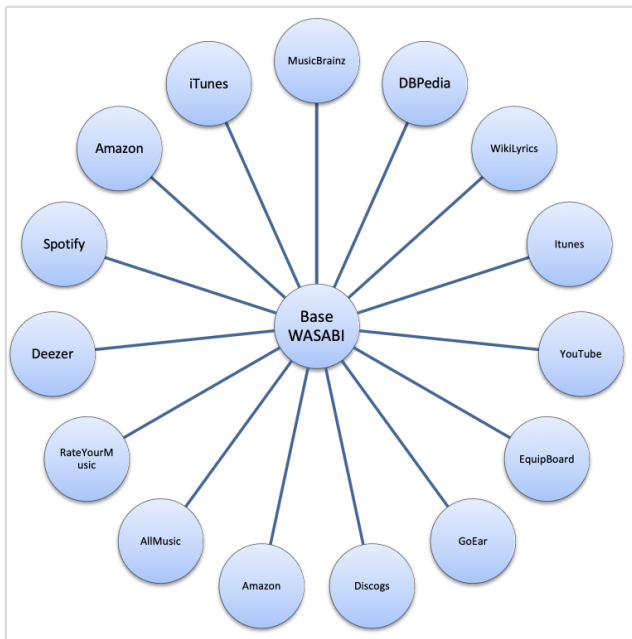 MusicBrainz
DBPedia
WikiLyrics
Itunes
YouTube
EquipBoard
GoEar
Discogs
Amazon
AllMusic
RateYourM
usic
Deezer
Spotify
Amazon
iTunes
Base
WASABI